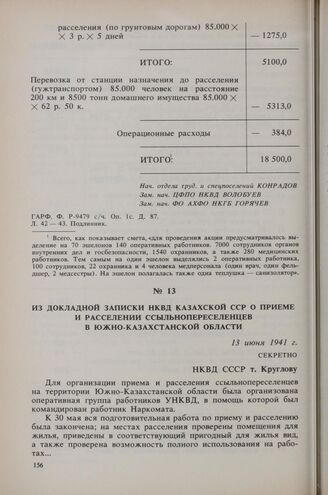 расселения (по грунтовым дорогам) 85.000 ×
× 3 р. × 5 дней — 1275,0
ИТОГО: 5100,0
Перевозка от станции назначения до расселения
(гужтранспортом) 85.000 человек на расстояние
200 км и 8500 тонн домашнего имущества 85.000 ×
× 62 р. 50 к. — 5313,0
Операционные расходы — 384,0
ИТОГО: 18 500,0
Нач. отдела труд. и спецпоселений КОНРАДОВ
Зам. нач. ЦФПО НКВД ВОЛОБУЕВ
Зам. нач. ФО АХФО НКГБ ГОРЯЧЕВ
ГАРФ. Ф. Р-9479 с/ч. Оп. 1с. Д. 87.
Л. 42 — 43. Подлинник.
¹ Всего, как показывает смета, для проведения акции предусматривалось вы-
деление на 70 эшелонов 140 оперативных работников. 7000 сотрудников органов
внутренних дел и госбезопасности, 1540 охранников, а также 280 медицинских
работников. Тем самым на один эшелон выделялись 2 оперативных работника,
100 сотрудников, 22 охранника и 4 человека медперсонала (один врач, один фельд-
шер, 2 медсестры). На эшелон полагалась также одна теплушка — санизолятор».
№ 13
ИЗ ДОКЛАДНОЙ ЗАПИСКИ НКВД КАЗАХСКОЙ ССР О ПРИЕМЕ
И РАССЕЛЕНИИ ССЫЛЬНОПЕРЕСЕЛЕНЦЕВ
В ЮЖНО-КАЗАХСТАНСКОЙ ОБЛАСТИ
13 июня 1941 г.
СЕКРЕТНО
НКВД СССР т. Круглову
Для организации приема и расселения ссыльнопереселенцев
на территории Южно-Казахстанской области была организована
оперативная группа работников УНКВД, в помощь которой был
командирован работник Наркомата.
К 30 мая вся подготовительная работа по приему и расселению
была закончена; на местах расселения проверены помещения для
жилья, приведены в соответствующий пригодный для жилья вид,
а также проверена возможность полного использования на рабо-
тах...
156